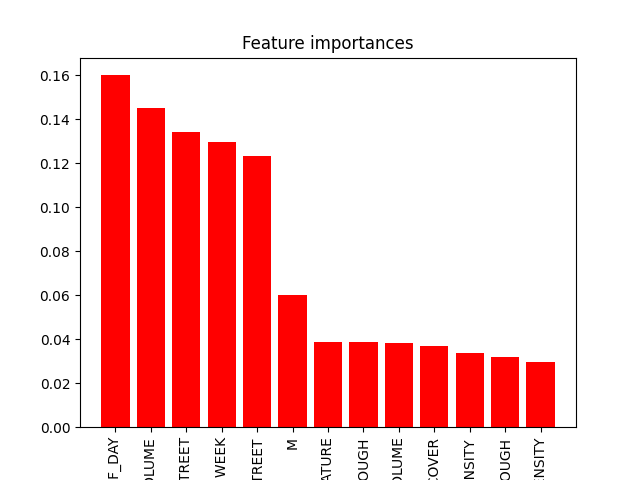 Feature importances
0.16
0.14
0.12
0.10
0.08
0.06
0.04
0.02
0.00
F_DAY
OLUME
TREET
WEEK
TREET
M
ATURE
OUGH
OLUME
COVER
NSITY
OUGH
ENSITY